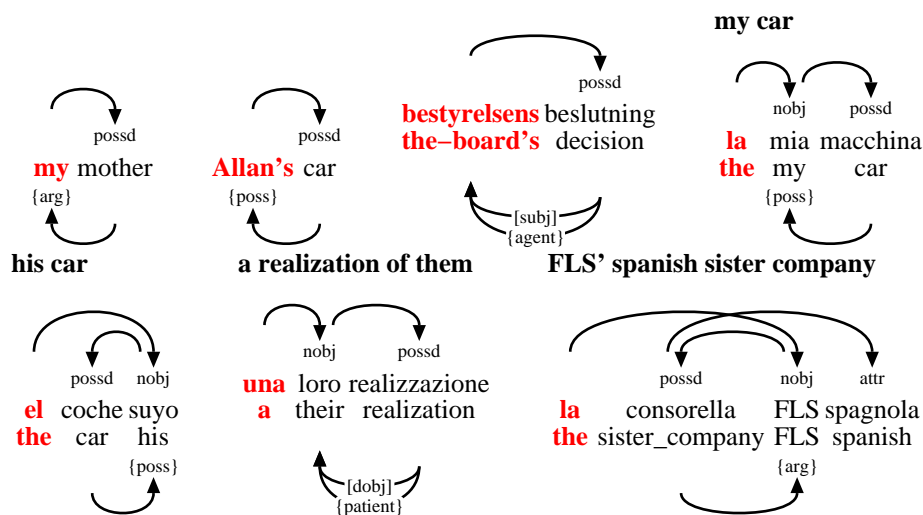 my car
possd
my mother
{arg}
possd
Allan's car
{poss}
possd
bestyrelsens beslutning
the–board's decision
[subj]
{agent}
nobj possd
la mia macchina
the my car
{poss}
his car
a realization of them
FLS' spanish sister company
possd nobj
el coche suyo
the car his
{poss}
nobj possd
una loro realizzazione
a their realization
[dobj]
{patient}
possd nobj attr
la consorella FLS spagnola
the sister_company FLS spanish
{arg}